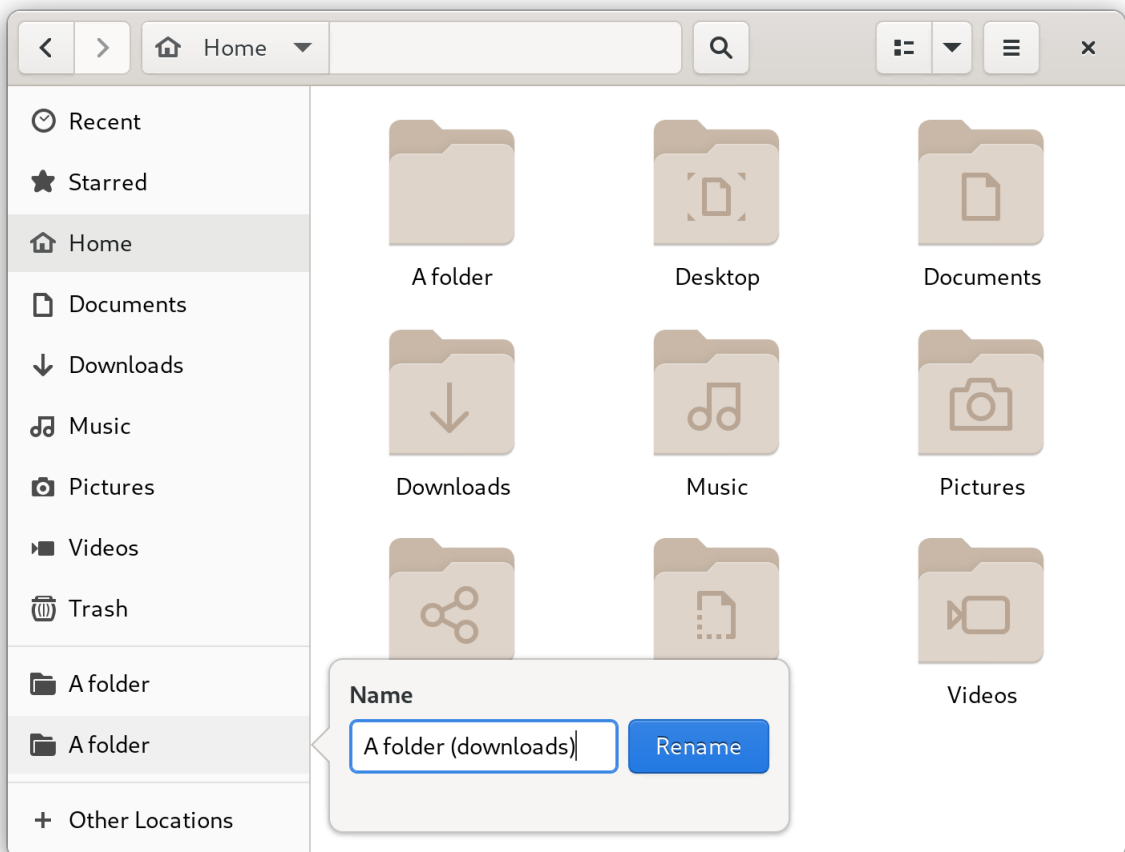 Home
Recent
Starred
Home
Documents
Downloads
Music
Pictures
Videos
Trash
A folder
A folder
Other Locations
A folder
Desktop
Documents
Downloads
Music
Pictures
Videos
Name
A folder (downloads)
Rename